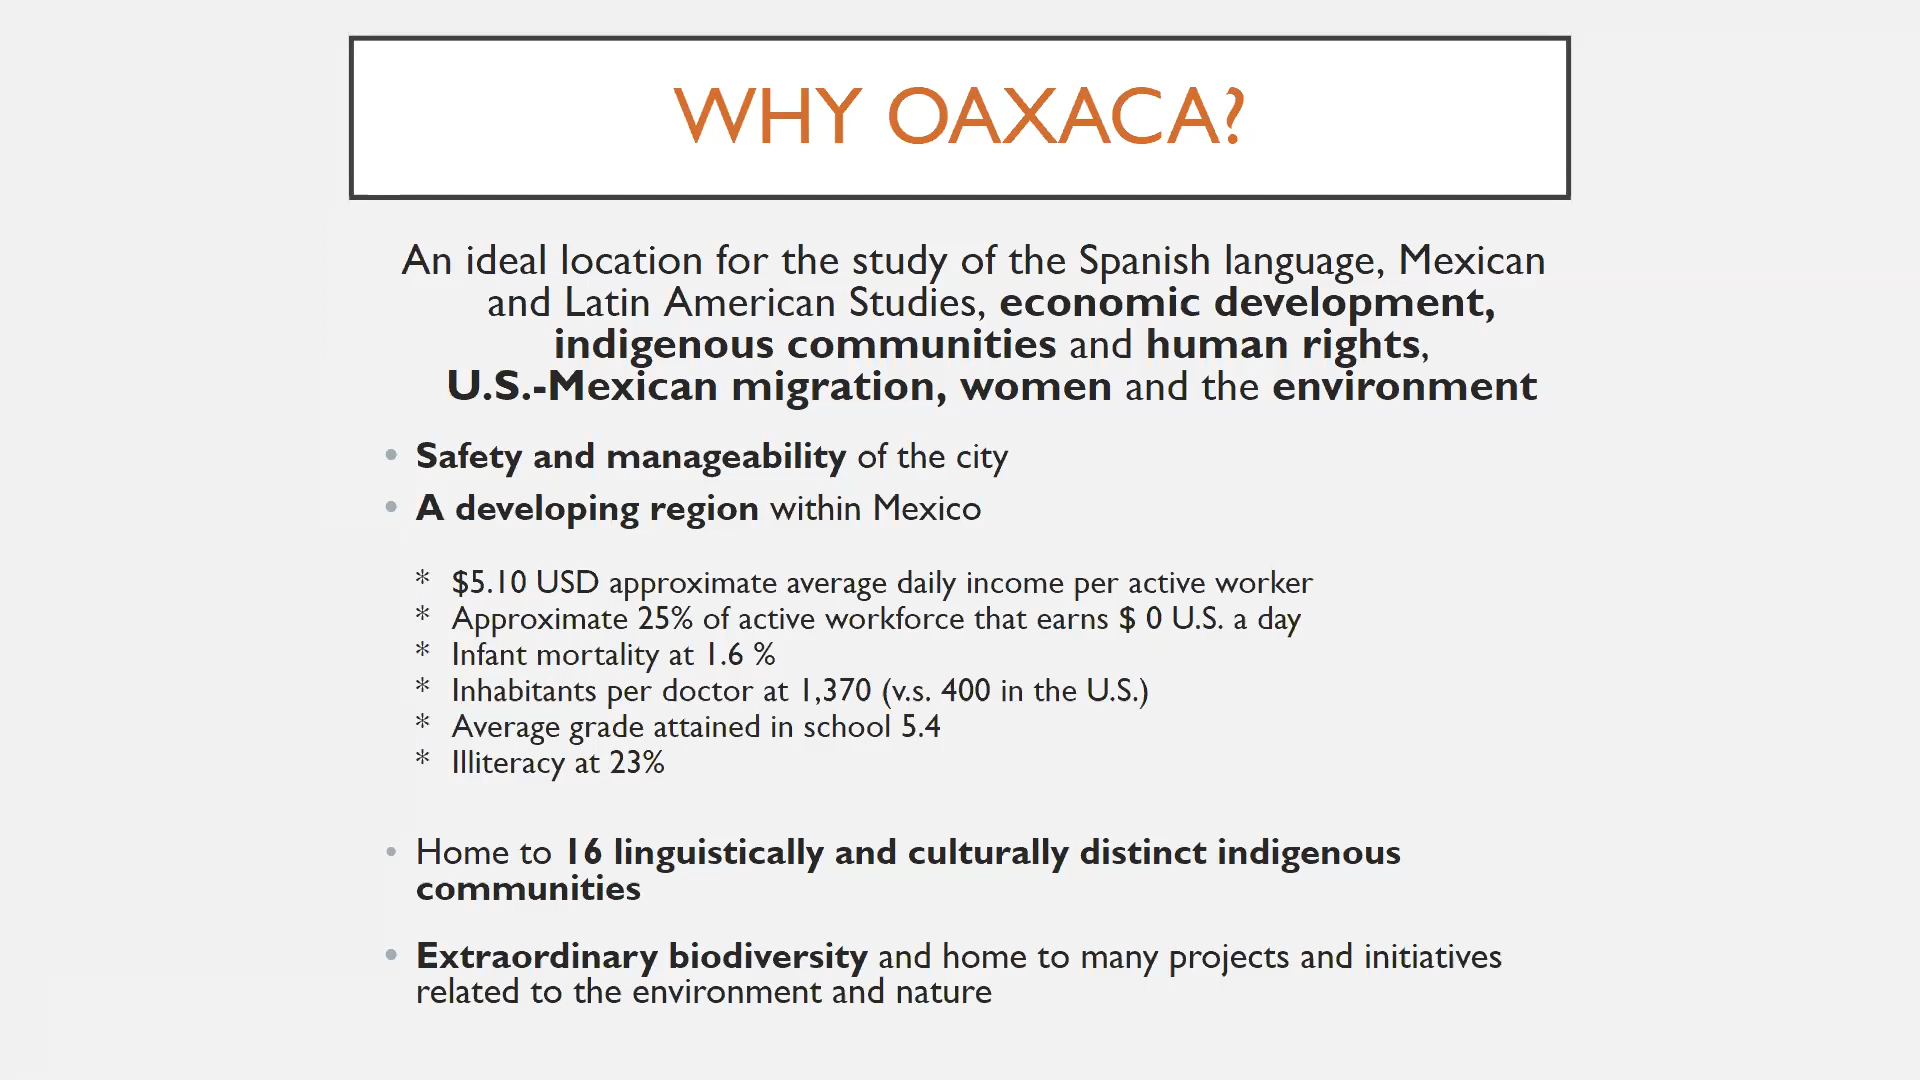 WHY OAXACA?
An ideal location for the study of the Spanish language, Mexican
and Latin American Studies, economic development,
indigenous communities and human rights,
U.S.-Mexican migration, women and the environment
• Safety and manageability of the city
• A developing region within Mexico
* $5.10 USD approximate average daily income per active worker
* Approximate 25% of active workforce that earns $ 0 U.S. a day
* Infant mortality at 1.6 %
* Inhabitants per doctor at 1,370 (v.s. 400 in the U.S.)
* Average grade attained in school 5.4
* Illiteracy at 23%
• Home to 16 linguistically and culturally distinct indigenous
communities
• Extraordinary biodiversity and home to many projects and initiatives
related to the environment and nature